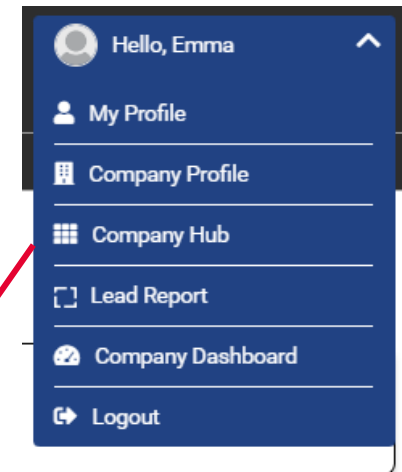 Hello, Emma
My Profile
Company Profile
Company Hub
Lead Report
Company Dashboard
Logout